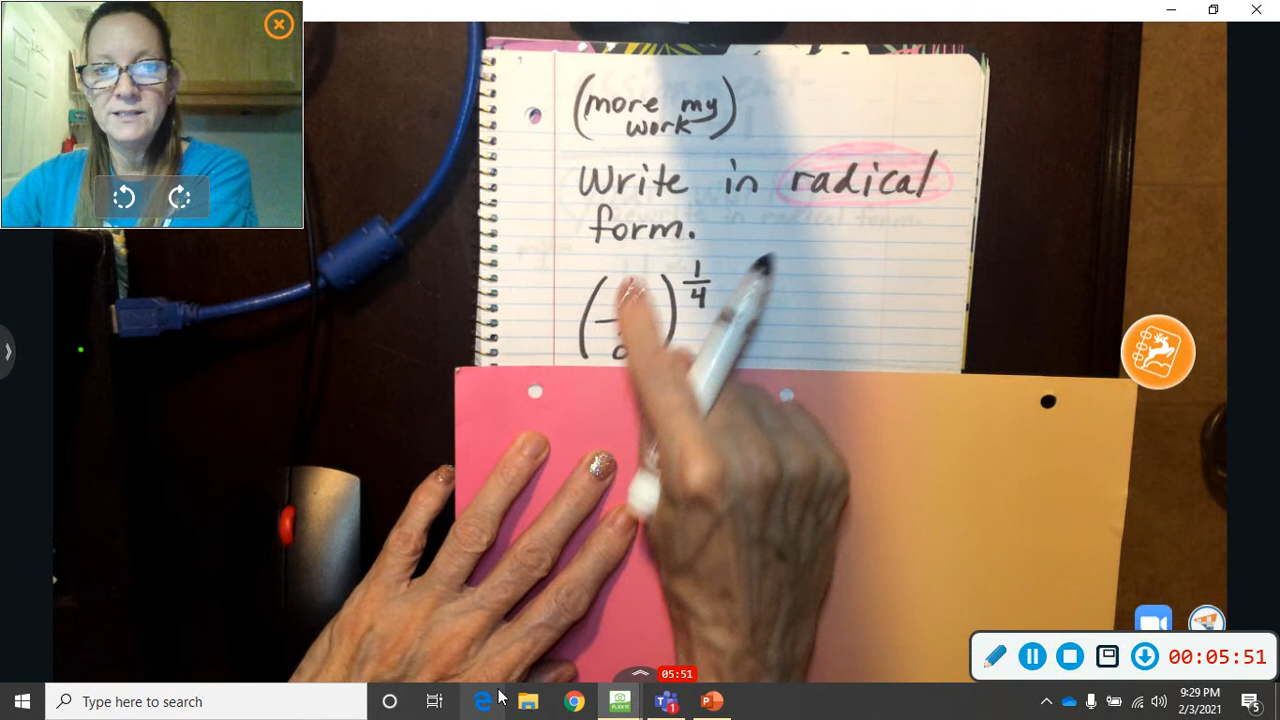 (more my
work)
Write in radical
form.
1
4
05:51
00:05:51
Type here to search
9:29 PM
2/3/2021